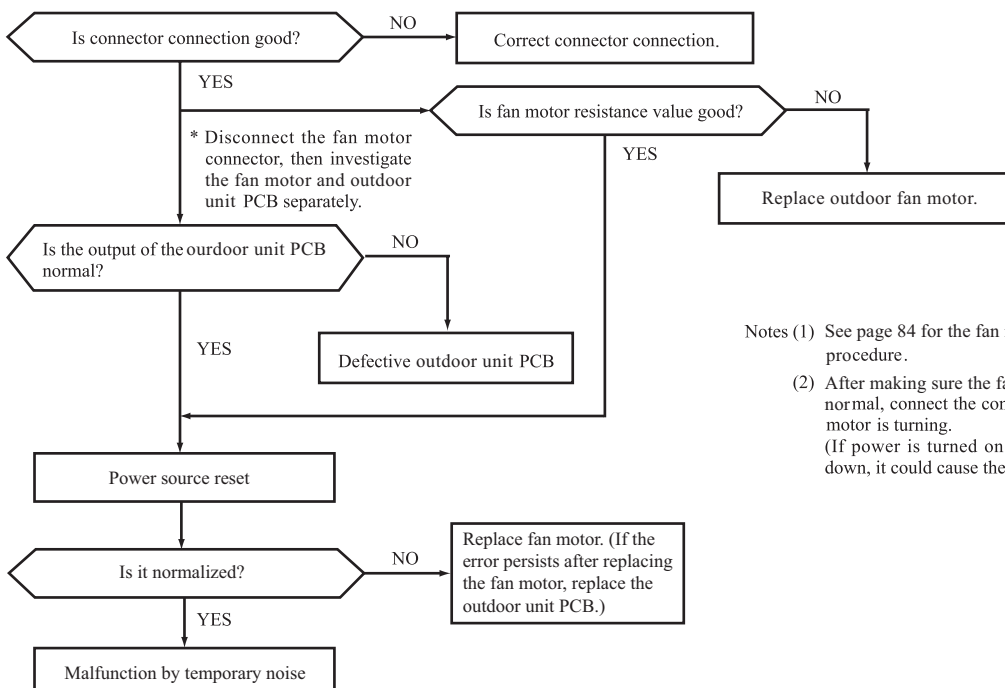 Is connector connection good?
NO
Correct connector connection.
YES
Is fan motor resistance value good?
NO
YES
* Disconnect the fan motor
connector, then investigate
the fan motor and outdoor
unit PCB separately.
Replace outdoor fan motor.
Is the output of the ourdoor unit PCB
normal?
NO
YES
Defective outdoor unit PCB
Notes (1) See page 84 for the fan
procedure.
(2) After making sure the
normal, connect the
motor is turning.
(If power is turned on
down, it could cause the
Power source reset
Is it normalized?
NO
Replace fan motor. (If the
error persists after replacing
the fan motor, replace the
outdoor unit PCB.)
YES
Malfunction by temporary noise